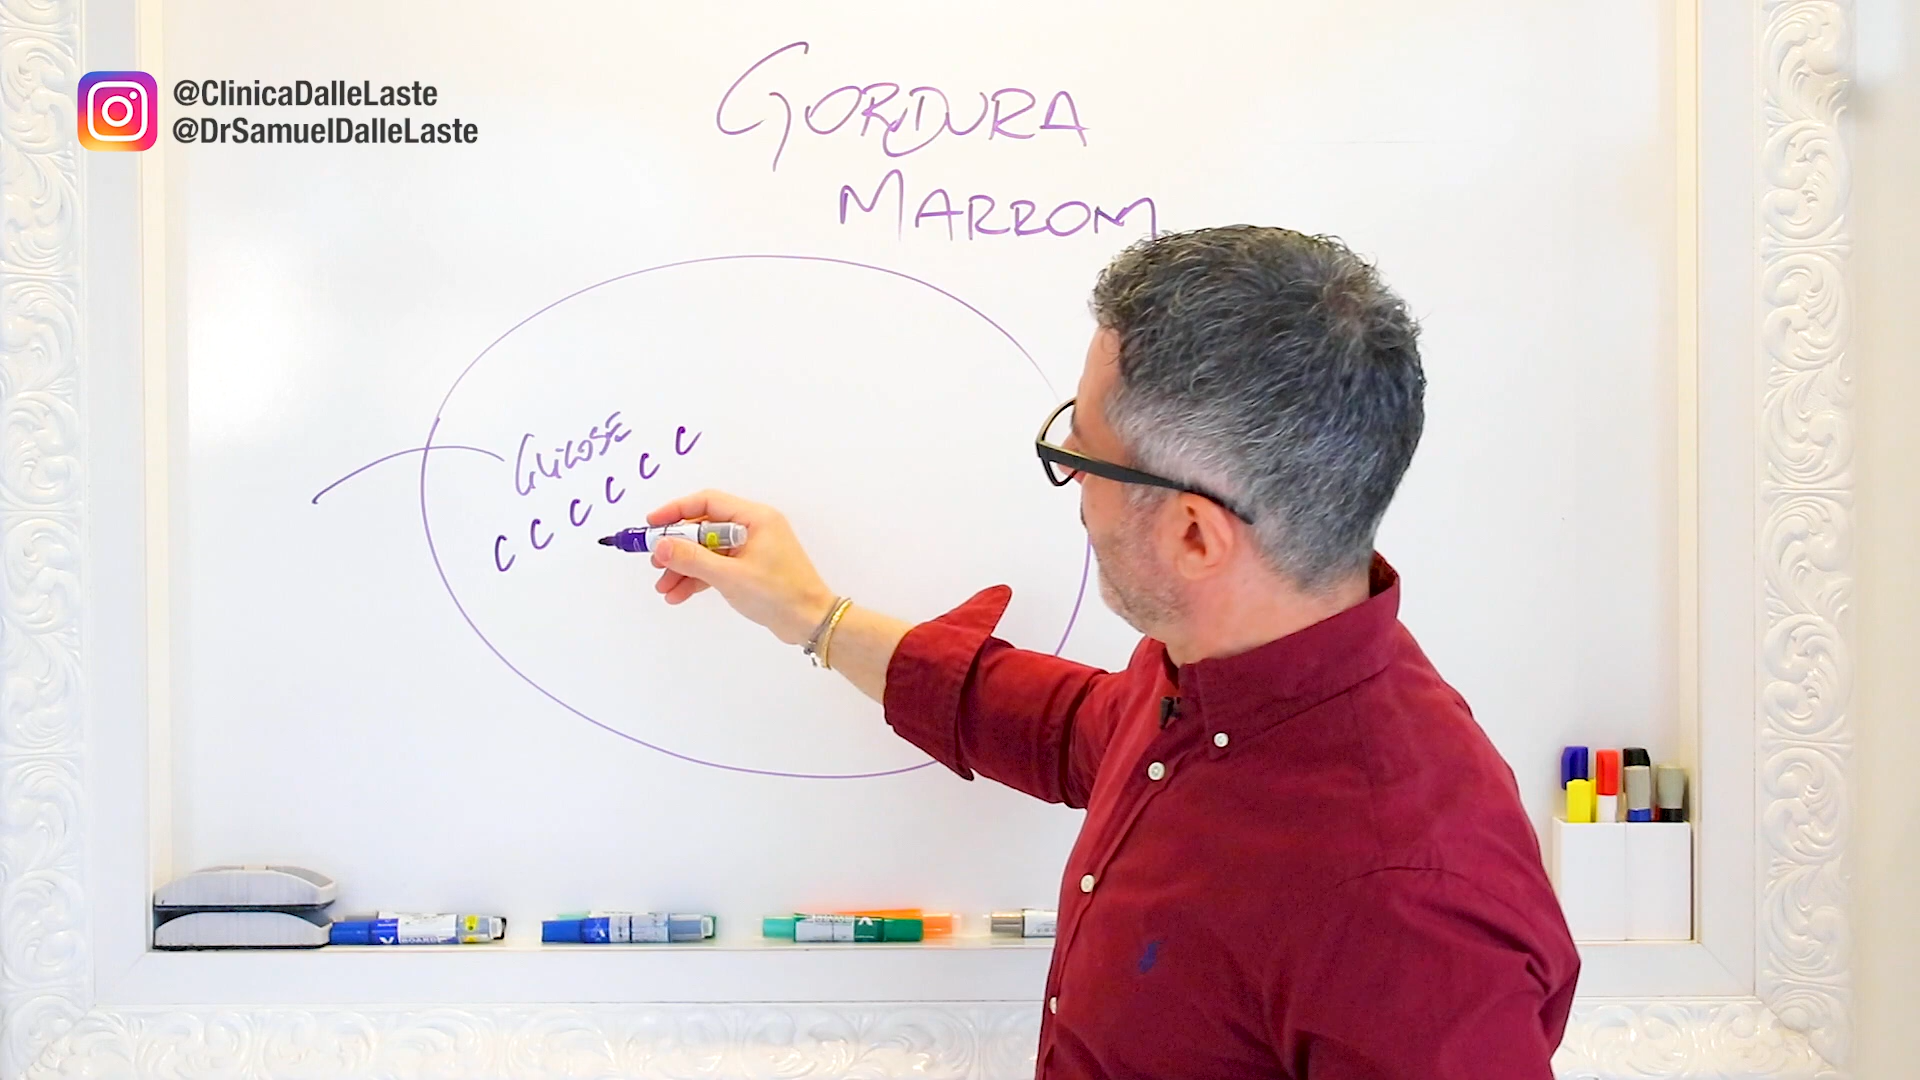 @ClinicaDalleLaste
@DrSamuelDalleLaste
GORDURA
MARROM
GLICOSE
C C C C C C